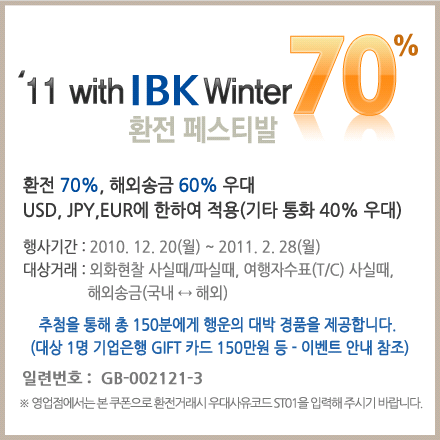 '11 with IBK Winter 70%
환전 페스티발
환전 70%, 해외송금 60% 우대
USD, JPY,EUR에 한하여 적용(기타 통화 40% 우대)
행사기간 : 2010. 12. 20(월) ~ 2011. 2. 28(월)
대상거래 : 외화현찰 사실때/파실때, 여행자수표(T/C) 사실때,
해외송금(국내 ↔ 해외)
추첨을 통해 총 150분에게 행운의 대박 경품을 제공합니다.
(대상 1명 기업은행 GIFT 카드 150만원 등 - 이벤트 안내 참조)
일련번호 : GB-002121-3
※ 영업점에서는 본 쿠폰으로 환전거래시 우대사유코드 ST01을 입력해 주시기 바랍니다.